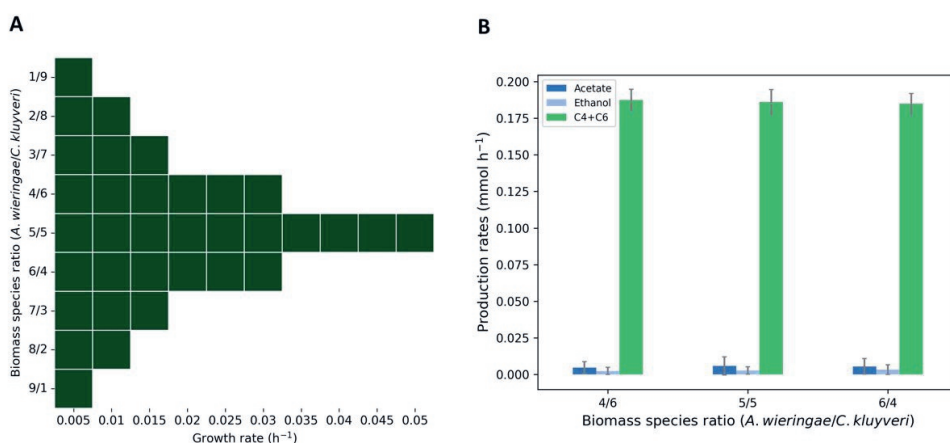 A
Biomass species ratio (A. wieringae/C. kluyveri)
1/9
2/8
3/7
4/6
5/5
6/4
7/3
8/2
9/1
0.005 0.01 0.015 0.02 0.025 0.03 0.035 0.04 0.045 0.05
Growth rate (h⁻¹)
B
Production rates (mmol h⁻¹)
0.200
0.175
0.150
0.125
0.100
0.075
0.050
0.025
0.000
Acetate
Ethanol
C4+C6
4/6 5/5 6/4
Biomass species ratio (A. wieringae/C. kluyveri)